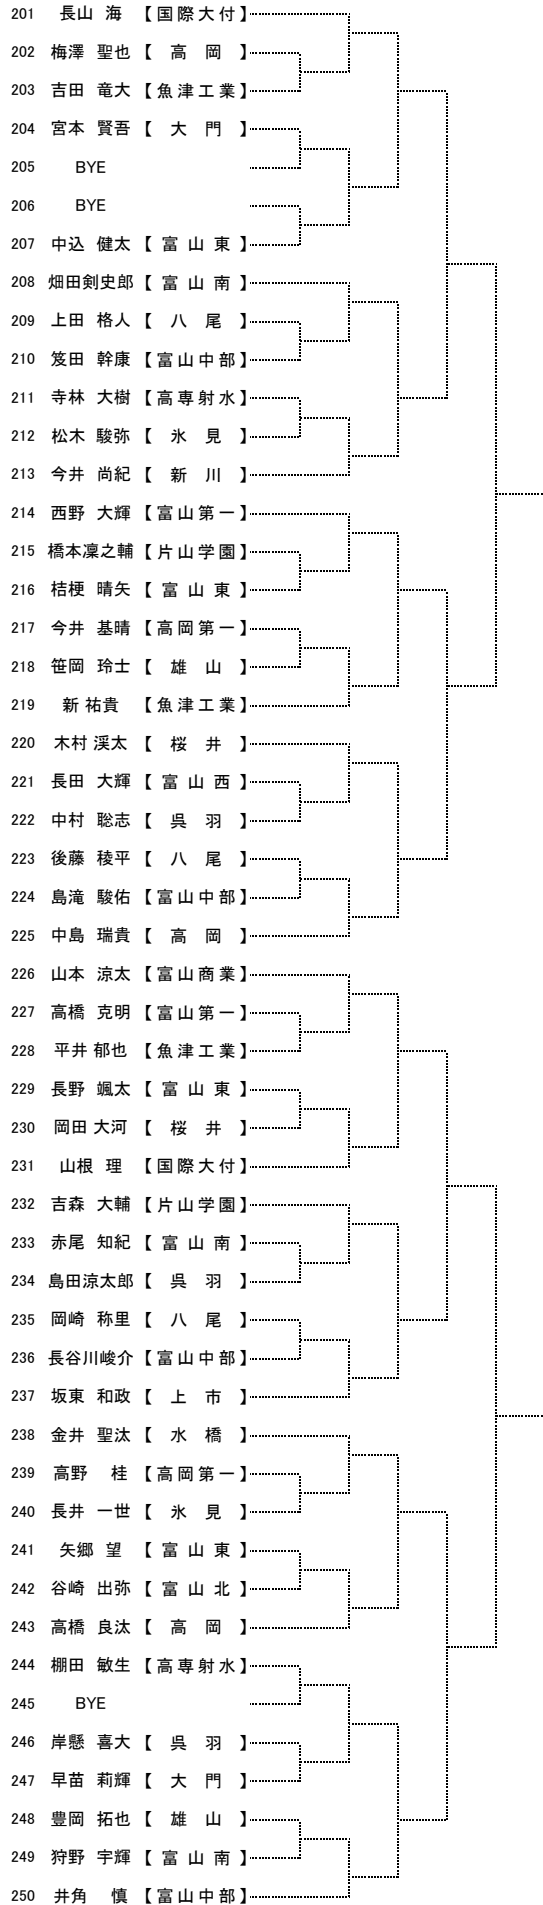 201 長山 海 【国際大付】
202 梅澤 聖也 【 高 岡 】
203 吉田 竜大 【魚津工業】
204 宮本 賢吾 【 大 門 】
205 BYE
206 BYE
207 中込 健太 【 富 山 東 】
208 畑田剣史郎 【 富 山 南 】
209 上田 格人 【 八 尾 】
210 笈田 幹康 【富山中部】
211 寺林 大樹 【高専射水】
212 松木 駿弥 【 氷 見 】
213 今井 尚紀 【 新 川 】
214 西野 大輝 【富山第一】
215 橋本凜之輔 【片山学園】
216 桔梗 晴矢 【 富 山 東 】
217 今井 基晴 【高岡第一】
218 笹岡 玲士 【 雄 山 】
219 新 祐貴 【魚津工業】
220 木村 渓太 【 桜 井 】
221 長田 大輝 【 富 山 西 】
222 中村 聡志 【 呉 羽 】
223 後藤 稜平 【 八 尾 】
224 島滝 駿佑 【富山中部】
225 中島 瑞貴 【 高 岡 】
226 山本 涼太 【富山商業】
227 高橋 克明 【富山第一】
228 平井 郁也 【魚津工業】
229 長野 颯太 【 富 山 東 】
230 岡田 大河 【 桜 井 】
231 山根 理 【国際大付】
232 吉森 大輔 【片山学園】
233 赤尾 知紀 【 富 山 南 】
234 島田涼太郎 【 呉 羽 】
235 岡崎 称里 【 八 尾 】
236 長谷川峻介 【富山中部】
237 坂東 和政 【 上 市 】
238 金井 聖汰 【 水 橋 】
239 高野 桂 【高岡第一】
240 長井 一世 【 氷 見 】
241 矢郷 望 【 富 山 東 】
242 谷崎 出弥 【 富 山 北 】
243 高橋 良汰 【 高 岡 】
244 棚田 敏生 【高専射水】
245 BYE
246 岸懸 喜大 【 呉 羽 】
247 早苗 莉輝 【 大 門 】
248 豊岡 拓也 【 雄 山 】
249 狩野 宇輝 【 富 山 南 】
250 井角 慎 【富山中部】